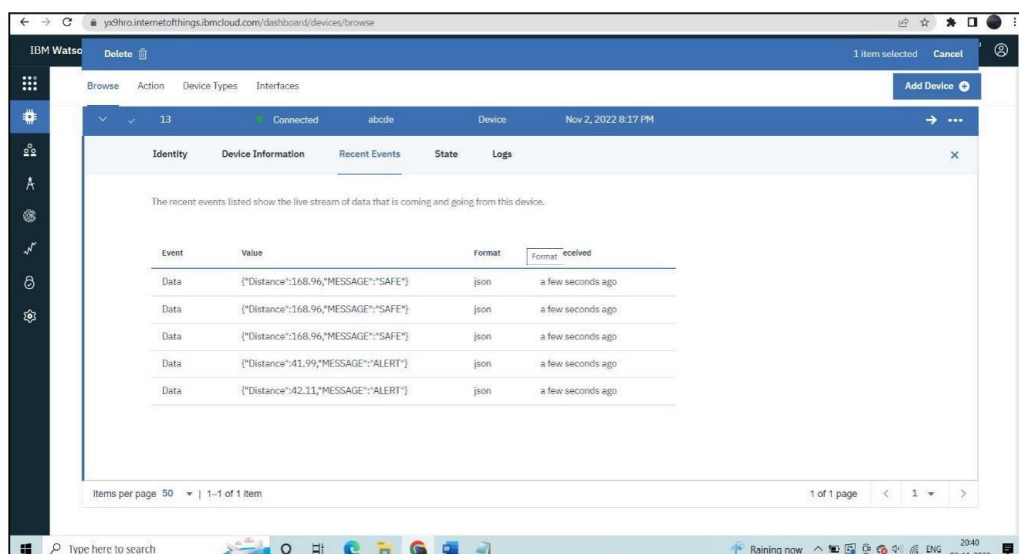 yx9hro.internetofthings.ibmcloud.com/dashboard/devices/browse
IBM Watso
Delete
1 item selected Cancel
Browse Action Device Types Interfaces
Add Device
13 Connected abcde Device Nov 2, 2022 8:17 PM
Identity Device Information Recent Events State Logs
The recent events listed show the live stream of data that is coming and going from this device.
Event Value Format eceived
Format
Data {"Distance":168.96,"MESSAGE":"SAFE"} json a few seconds ago
Data {"Distance":168.96,"MESSAGE":"SAFE"} json a few seconds ago
Data {"Distance":168.96,"MESSAGE":"SAFE"} json a few seconds ago
Data {"Distance":41.99,"MESSAGE":"ALERT"} json a few seconds ago
Data {"Distance":42.11,"MESSAGE":"ALERT"} json a few seconds ago
Items per page 50 | 1–1 of 1 item
1 of 1 page 1
Type here to search
Raining now ENG 20:40